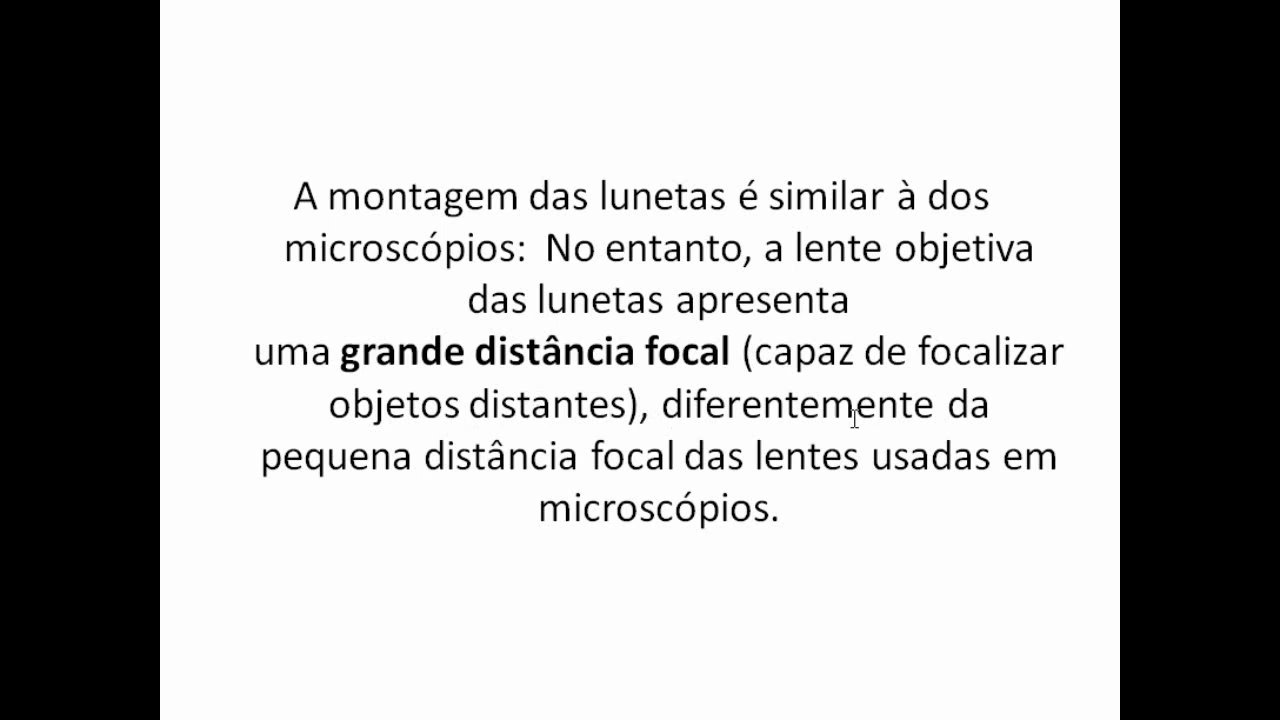 A montagem das lunetas é similar à dos
microscópios:  No entanto, a lente objetiva
das lunetas apresenta
uma grande distância focal (capaz de focalizar
objetos distantes), diferentemente da
pequena distância focal das lentes usadas em
microscópios.